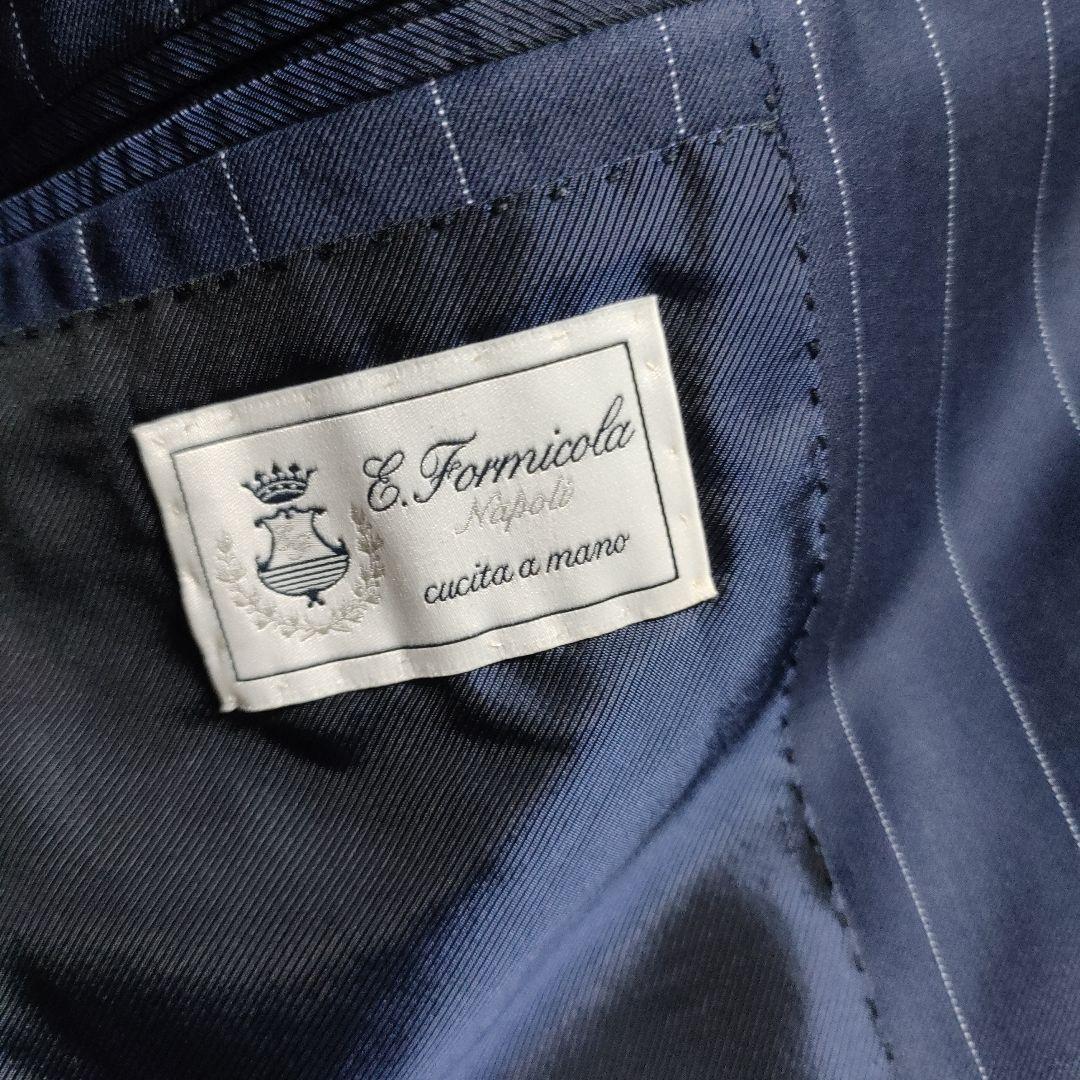 E. Formicola
Napoli
cucita a mano